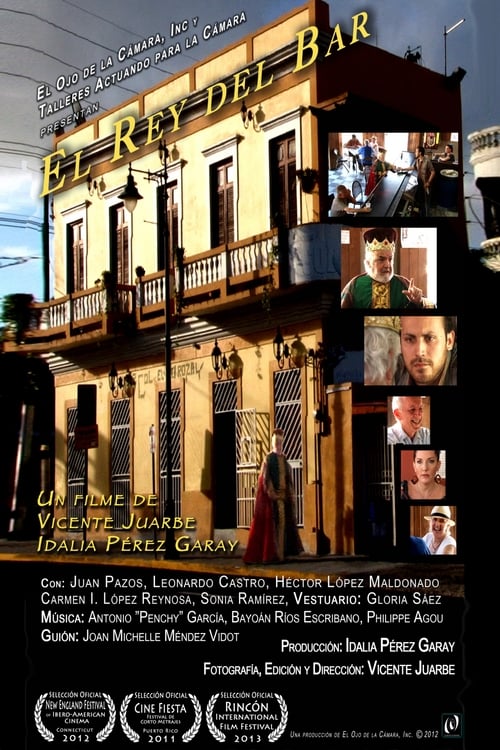 El Ojo de la Cámara, Inc y
Talleres Actuando para la Cámara
presentan
El Rey del Bar
Un filme de
Vicente Juarbe
Idalia Pérez Garay
Con: Juan Pazos, Leonardo Castro, Héctor López Maldonado
Carmen I. López Reynosa, Sonia Ramírez, Vestuario: Gloria Sáez
Música: Antonio "Penchy" García, Bayoán Ríos Escribano, Philippe Agou
Guión: Joan Michelle Méndez Vidot
Producción: Idalia Pérez Garay
Fotografía, Edición y Dirección: Vicente Juarbe
Selección Oficial
New England Festival
of Ibero-American
Cinema
Connecticut
2012
Selección Oficial
Cine Fiesta
Festival de
Corto Metrajes
Puerto Rico
2011
Selección Oficial
Rincón
International
Film Festival
2013
Una producción de El Ojo de la Cámara, Inc. © 2012